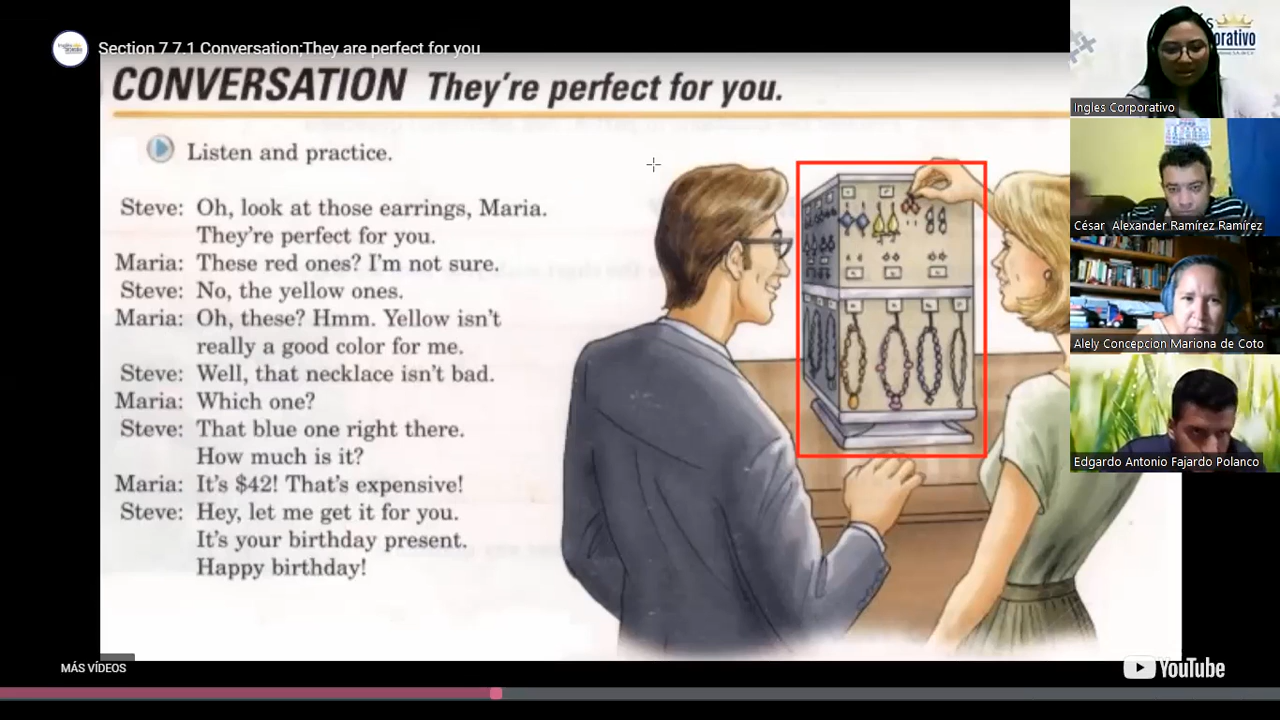 Section 7 7.1 Conversation;They are perfect for you
CONVERSATION They're perfect for you.
Listen and practice.
Steve: Oh, look at those earrings, Maria.
They're perfect for you.
Maria: These red ones? I'm not sure.
Steve: No, the yellow ones.
Maria: Oh, these? Hmm. Yellow isn't
really a good color for me.
Steve: Well, that necklace isn't bad.
Maria: Which one?
Steve: That blue one right there.
How much is it?
Maria: It's $42! That's expensive!
Steve: Hey, let me get it for you.
It's your birthday present.
Happy birthday!
MÁS VÍDEOS
YouTube
Ingles Corporativo
César Alexander Ramírez Ramírez
Alely Concepcion Mariona de Coto
Edgardo Antonio Fajardo Polanco